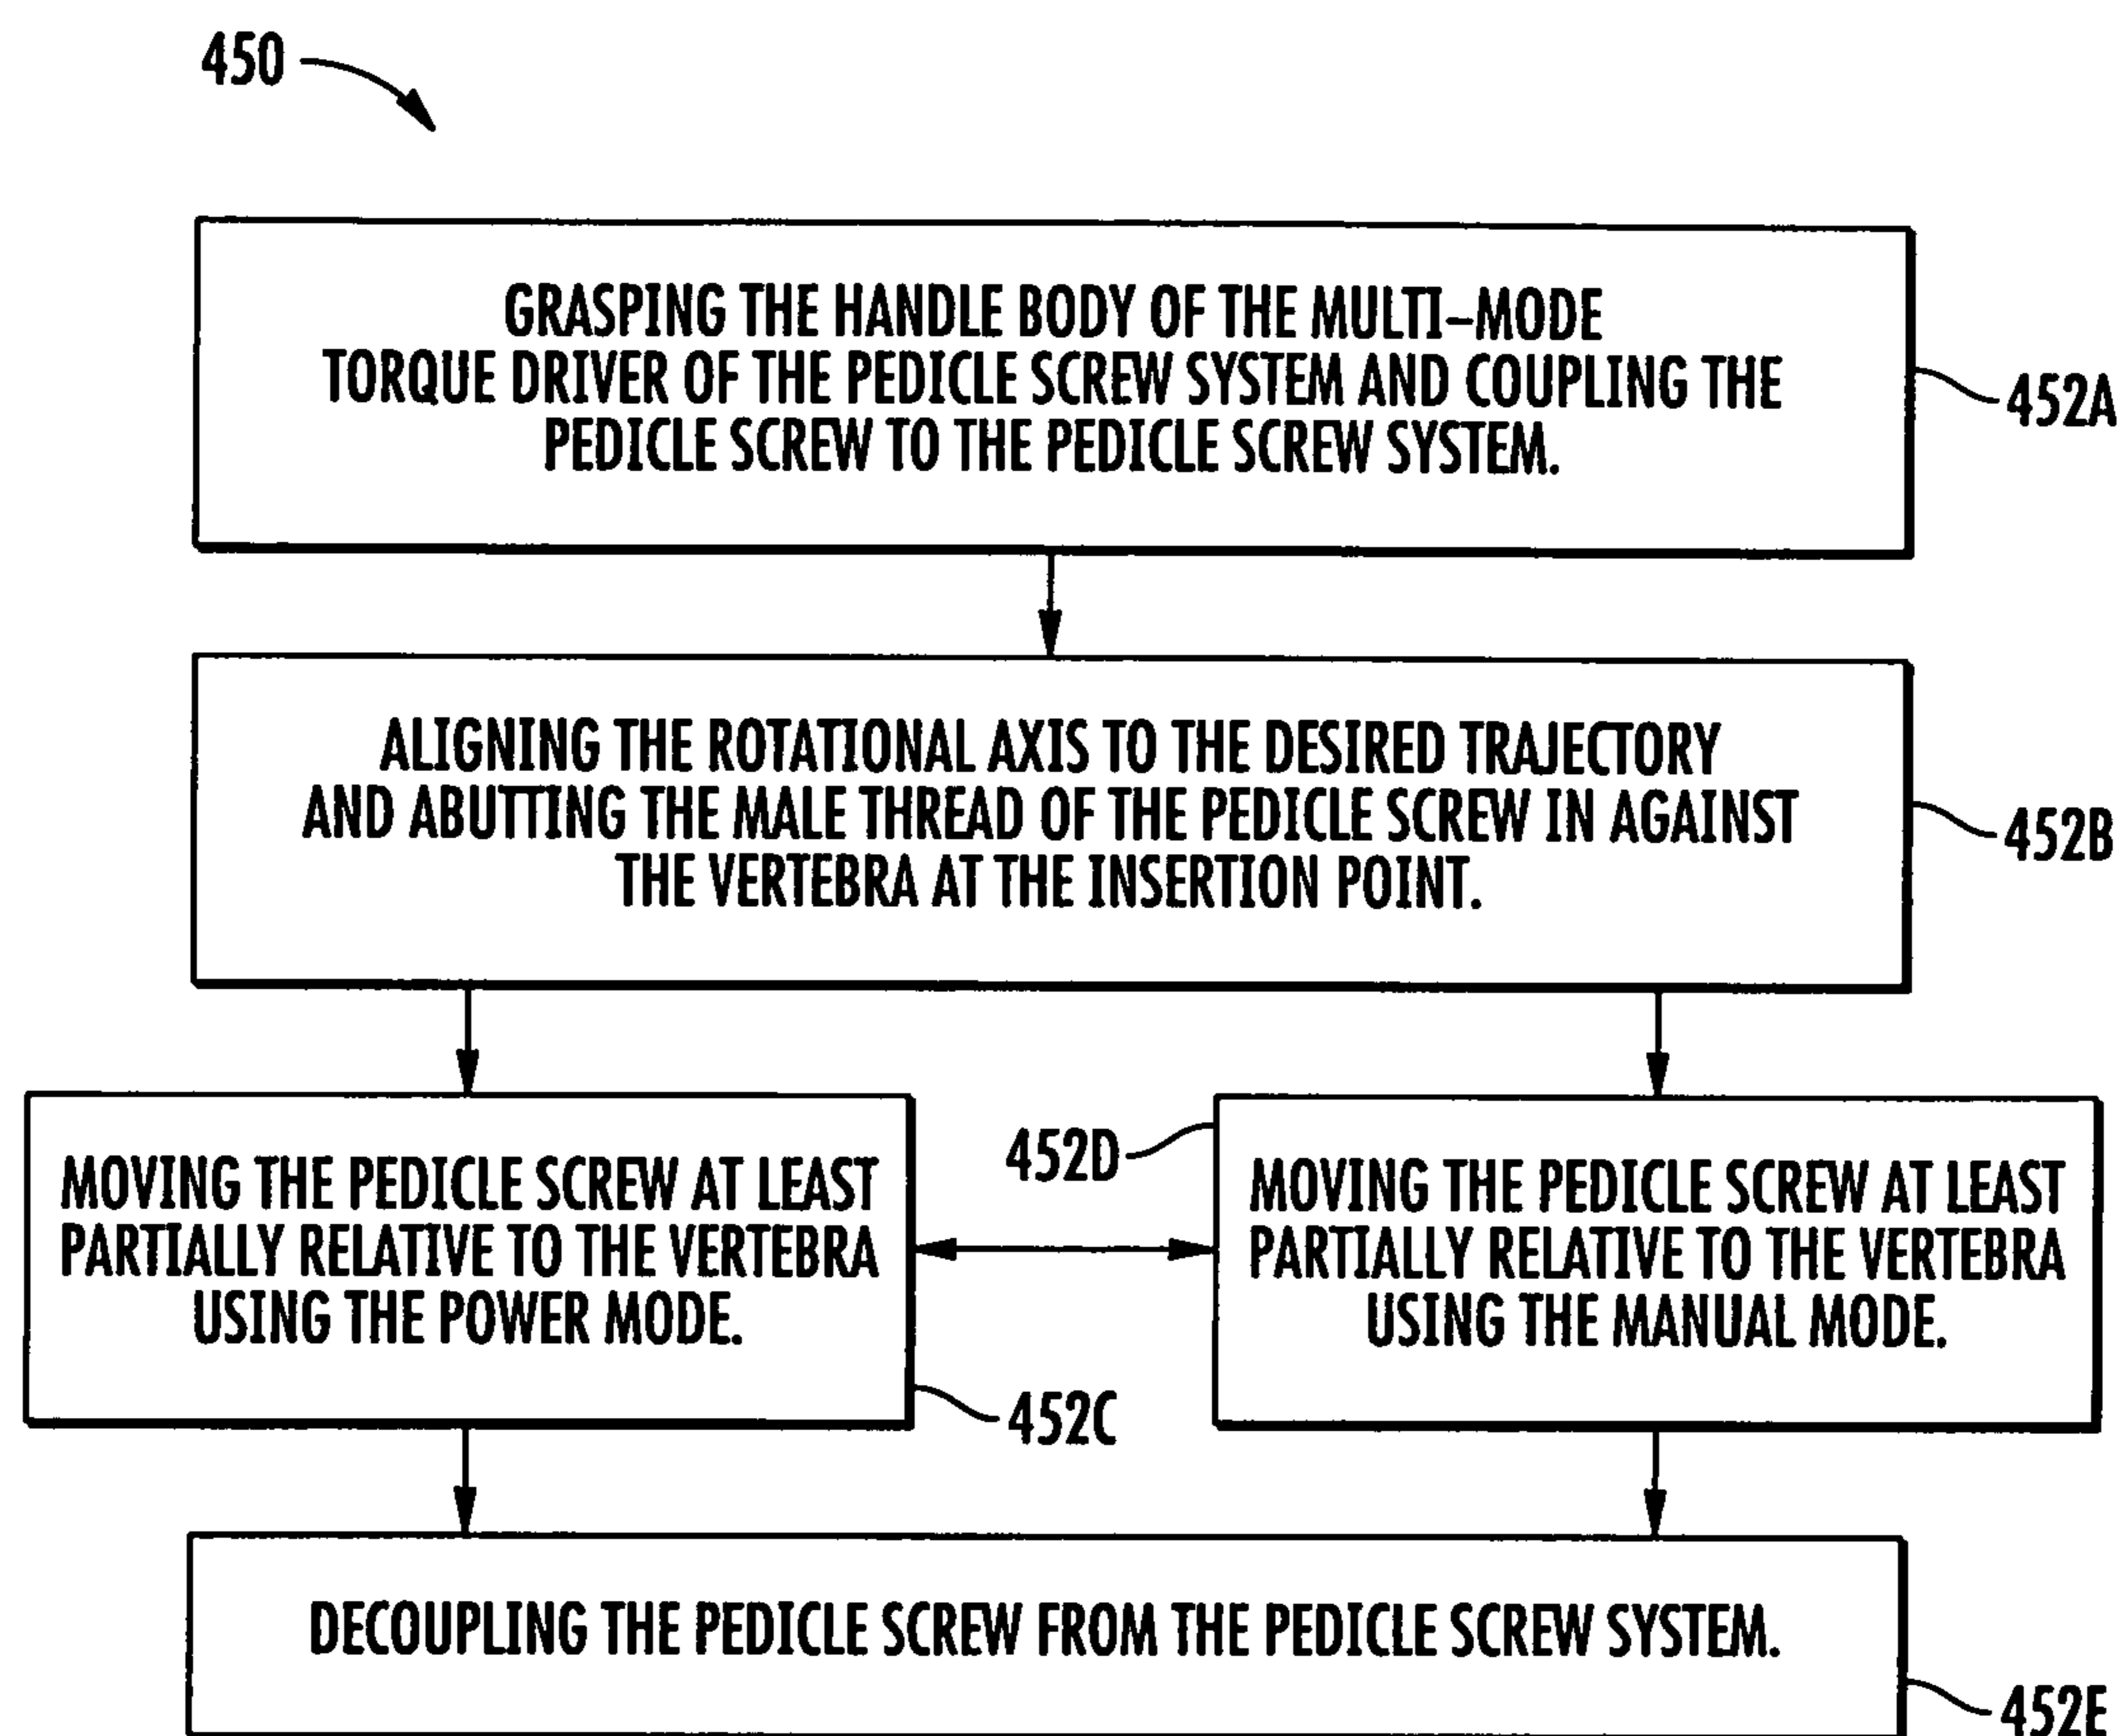 450
GRASPING THE HANDLE BODY OF THE MULTI-MODE
TORQUE DRIVER OF THE PEDICLE SCREW SYSTEM AND COUPLING THE
PEDICLE SCREW TO THE PEDICLE SCREW SYSTEM.
452A
ALIGNING THE ROTATIONAL AXIS TO THE DESIRED TRAJECTORY
AND ABUTTING THE MALE THREAD OF THE PEDICLE SCREW IN AGAINST
THE VERTEBRA AT THE INSERTION POINT.
452B
MOVING THE PEDICLE SCREW AT LEAST
PARTIALLY RELATIVE TO THE VERTEBRA
USING THE POWER MODE.
452C
452D
MOVING THE PEDICLE SCREW AT LEAST
PARTIALLY RELATIVE TO THE VERTEBRA
USING THE MANUAL MODE.
DECOUPLING THE PEDICLE SCREW FROM THE PEDICLE SCREW SYSTEM.
452E